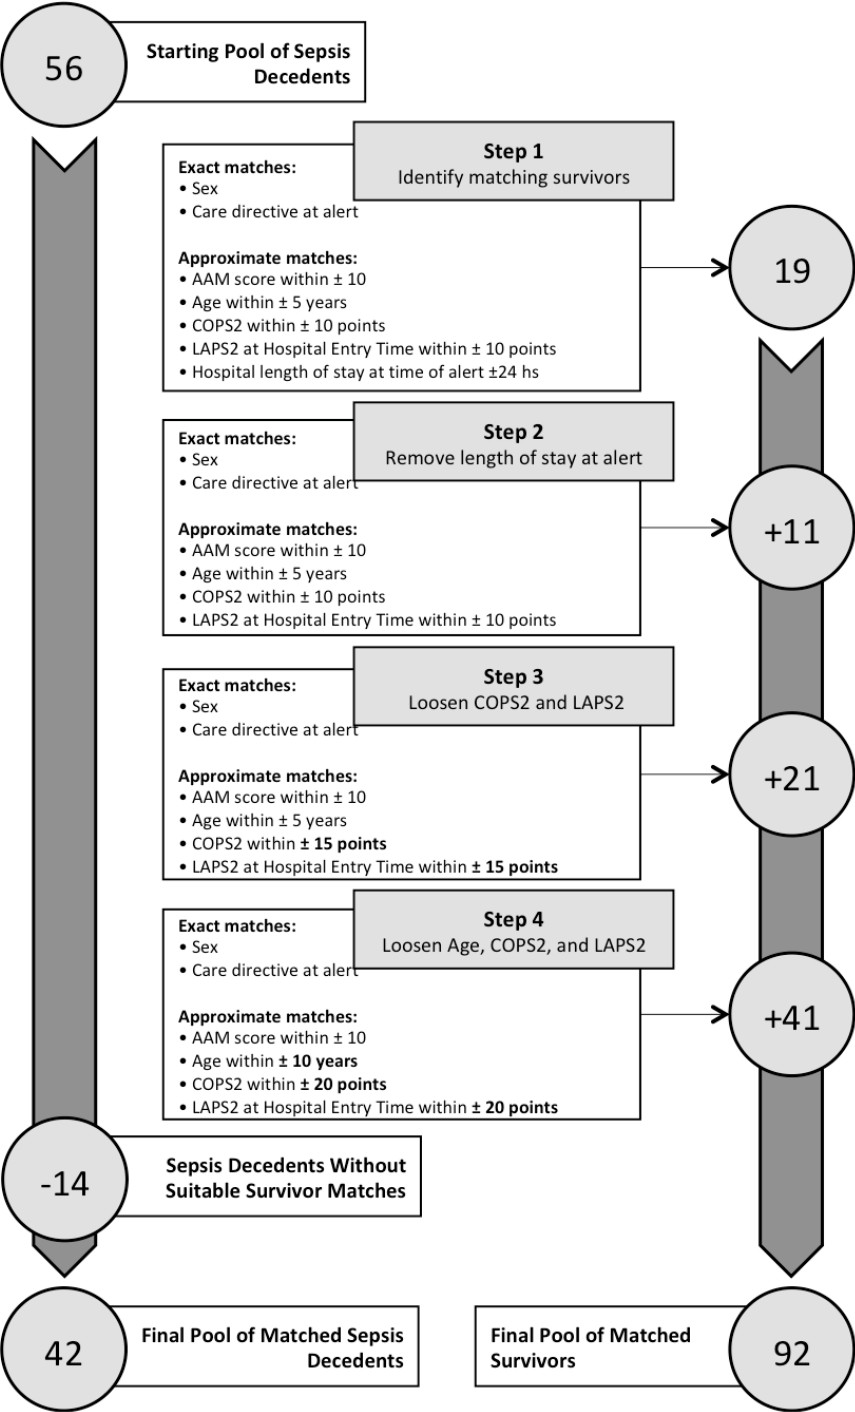 56
Starting Pool of Sepsis
Decedents
Step 1
Identify matching survivors
Exact matches:
• Sex
• Care directive at alert
Approximate matches:
• AAM score within ± 10
• Age within ± 5 years
• COPS2 within ± 10 points
• LAPS2 at Hospital Entry Time within ± 10 points
• Hospital length of stay at time of alert ±24 hs
19
Step 2
Remove length of stay at alert
Exact matches:
• Sex
• Care directive at alert
Approximate matches:
• AAM score within ± 10
• Age within ± 5 years
• COPS2 within ± 10 points
• LAPS2 at Hospital Entry Time within ± 10 points
+11
Step 3
Loosen COPS2 and LAPS2
Exact matches:
• Sex
• Care directive at alert
Approximate matches:
• AAM score within ± 10
• Age within ± 5 years
• COPS2 within ± 15 points
• LAPS2 at Hospital Entry Time within ± 15 points
+21
Step 4
Loosen Age, COPS2, and LAPS2
Exact matches:
• Sex
• Care directive at alert
Approximate matches:
• AAM score within ± 10
• Age within ± 10 years
• COPS2 within ± 20 points
• LAPS2 at Hospital Entry Time within ± 20 points
+41
-14
Sepsis Decedents Without
Suitable Survivor Matches
42
Final Pool of Matched Sepsis
Decedents
Final Pool of Matched
Survivors
92